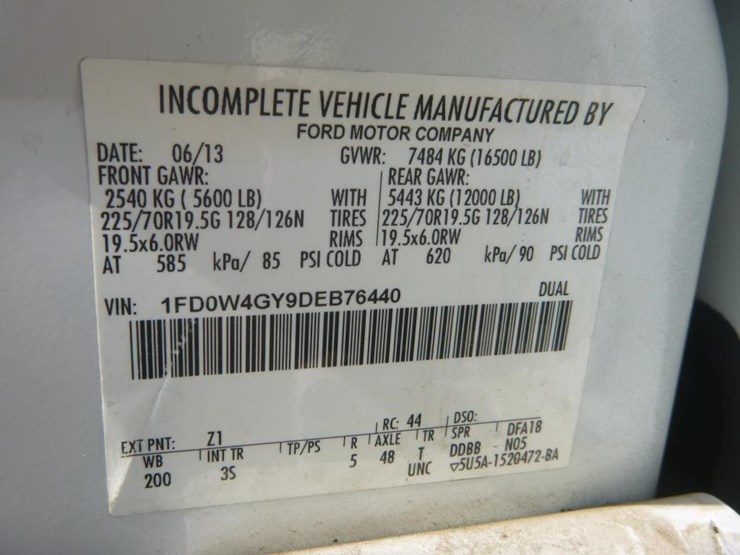 INCOMPLETE VEHICLE MANUFACTURED BY
FORD MOTOR COMPANY
DATE: 06/13 GVWR: 7484 KG (16500 LB)
FRONT GAWR: REAR GAWR:
2540 KG ( 5600 LB) WITH 5443 KG (12000 LB) WITH
225/70R19.5G 128/126N TIRES 225/70R19.5G 128/126N TIRES
19.5x6.0RW RIMS 19.5x6.0RW RIMS
AT 585 kPa/ 85 PSI COLD AT 620 kPa/ 90 PSI COLD
VIN: 1FD0W4GY9DEB76440 DUAL
EXT PNT: Z1 RC: 44 DSO:
WB INT TR TP/PS R AXLE TR SPR DFA18
200 3S 5 48 T DDBB - N05
UNC ▽5U5A-1520472-BA